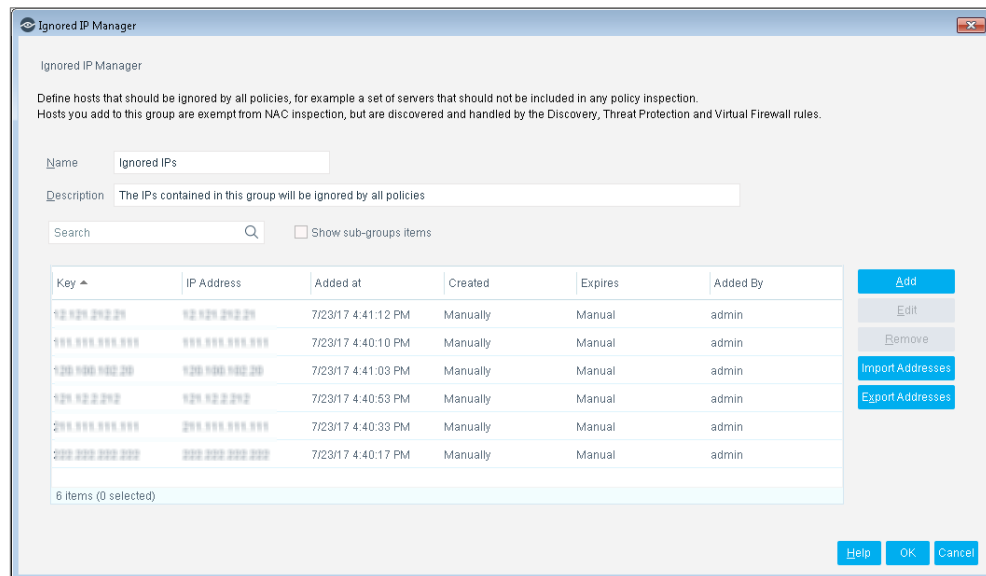 Ignored IP Manager
Ignored IP Manager
Define hosts that should be ignored by all policies, for example a set of servers that should not be included in any policy inspection.
Hosts you add to this group are exempt from NAC inspection, but are discovered and handled by the Discovery, Threat Protection and Virtual Firewall rules.
Name Ignored IPs
Description The IPs contained in this group will be ignored by all policies
Search Show sub-groups items
Key IP Address Added at Created Expires Added By
7/23/17 4:41:12 PM Manually Manual admin
7/23/17 4:40:10 PM Manually Manual admin
7/23/17 4:41:03 PM Manually Manual admin
7/23/17 4:40:53 PM Manually Manual admin
7/23/17 4:40:33 PM Manually Manual admin
7/23/17 4:40:17 PM Manually Manual admin
6 items (0 selected)
Add
Edit
Remove
Import Addresses
Export Addresses
Help OK Cancel